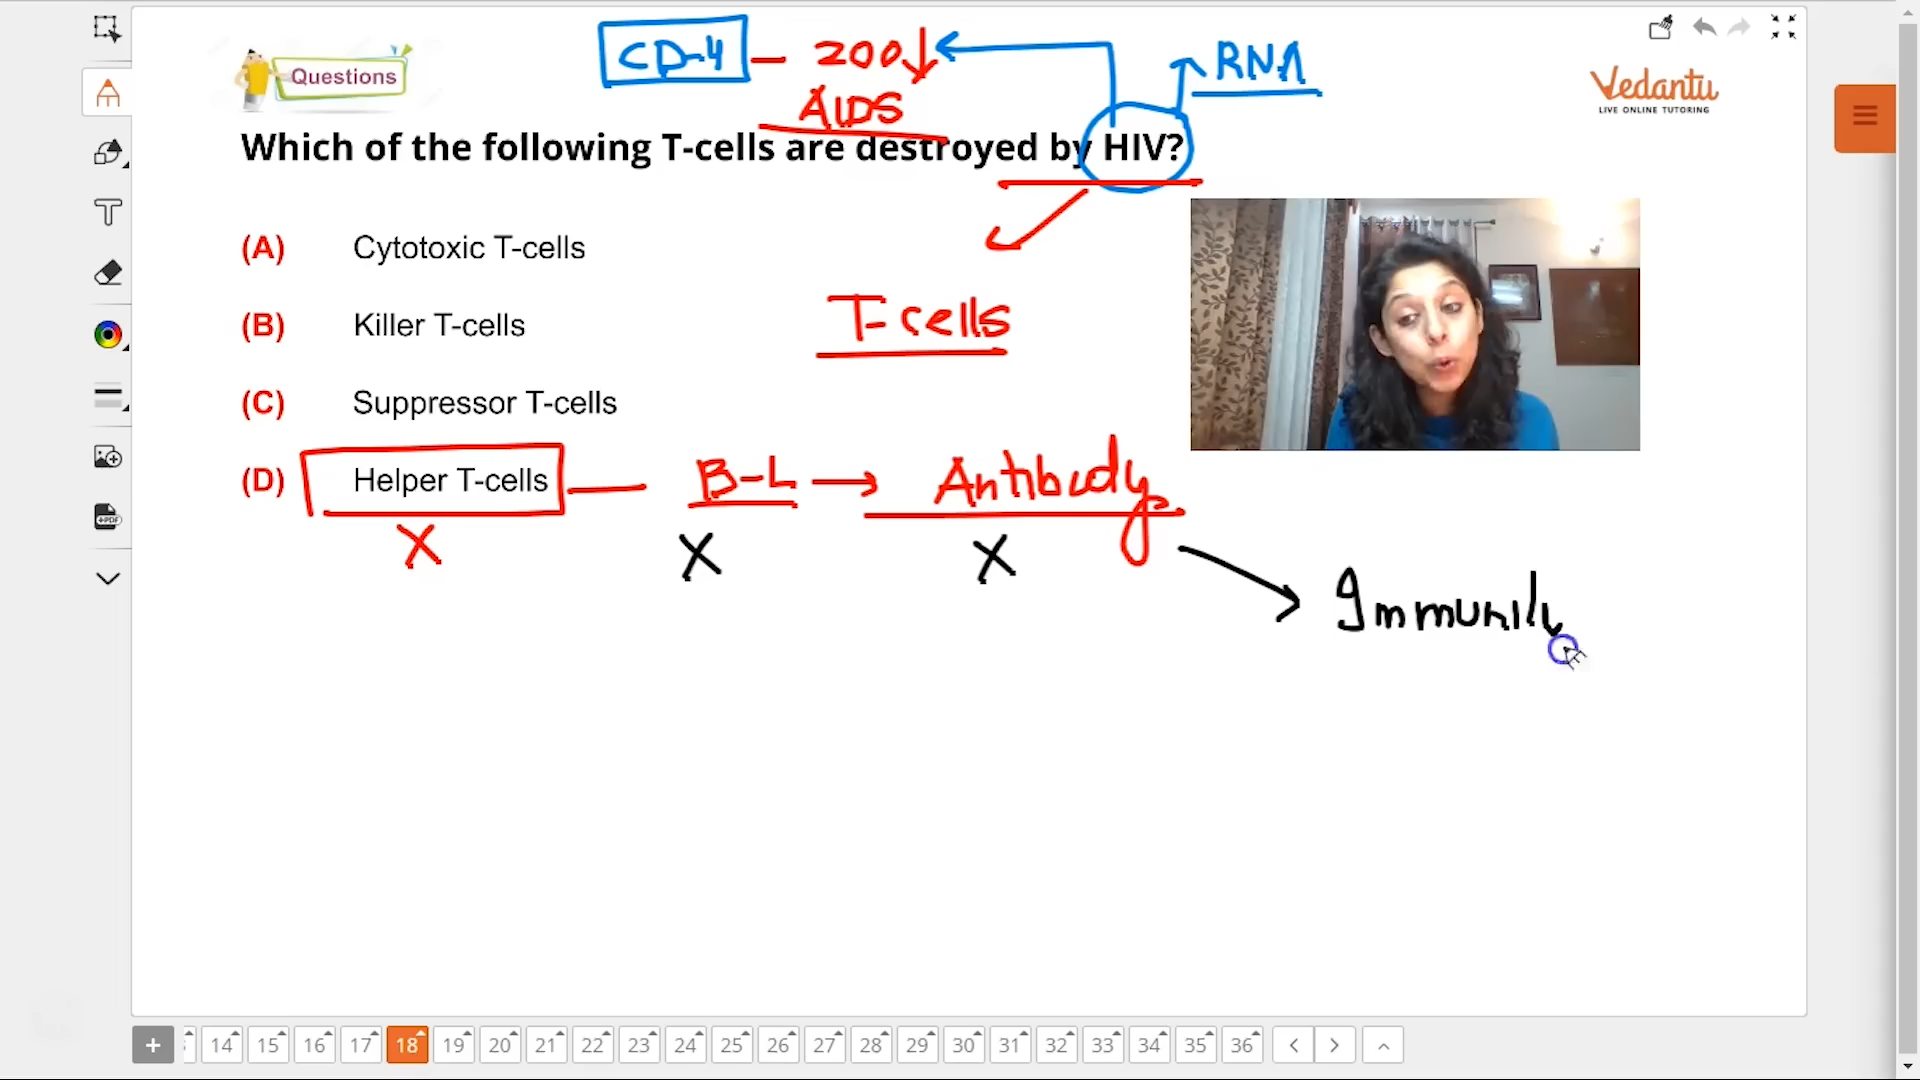 CD-4 - 200↓
RNA
Questions
AIDS
Vedantu
LIVE ONLINE TUTORING
Which of the following T-cells are destroyed by HIV?
(A) Cytotoxic T-cells
(B) Killer T-cells
T-cells
(C) Suppressor T-cells
(D) Helper T-cells — B-L → Antibody
X X X
Immunity
+PDF
+ 14 15 16 17 18 19 20 21 22 23 24 25 26 27 28 29 30 31 32 33 34 35 36 < >